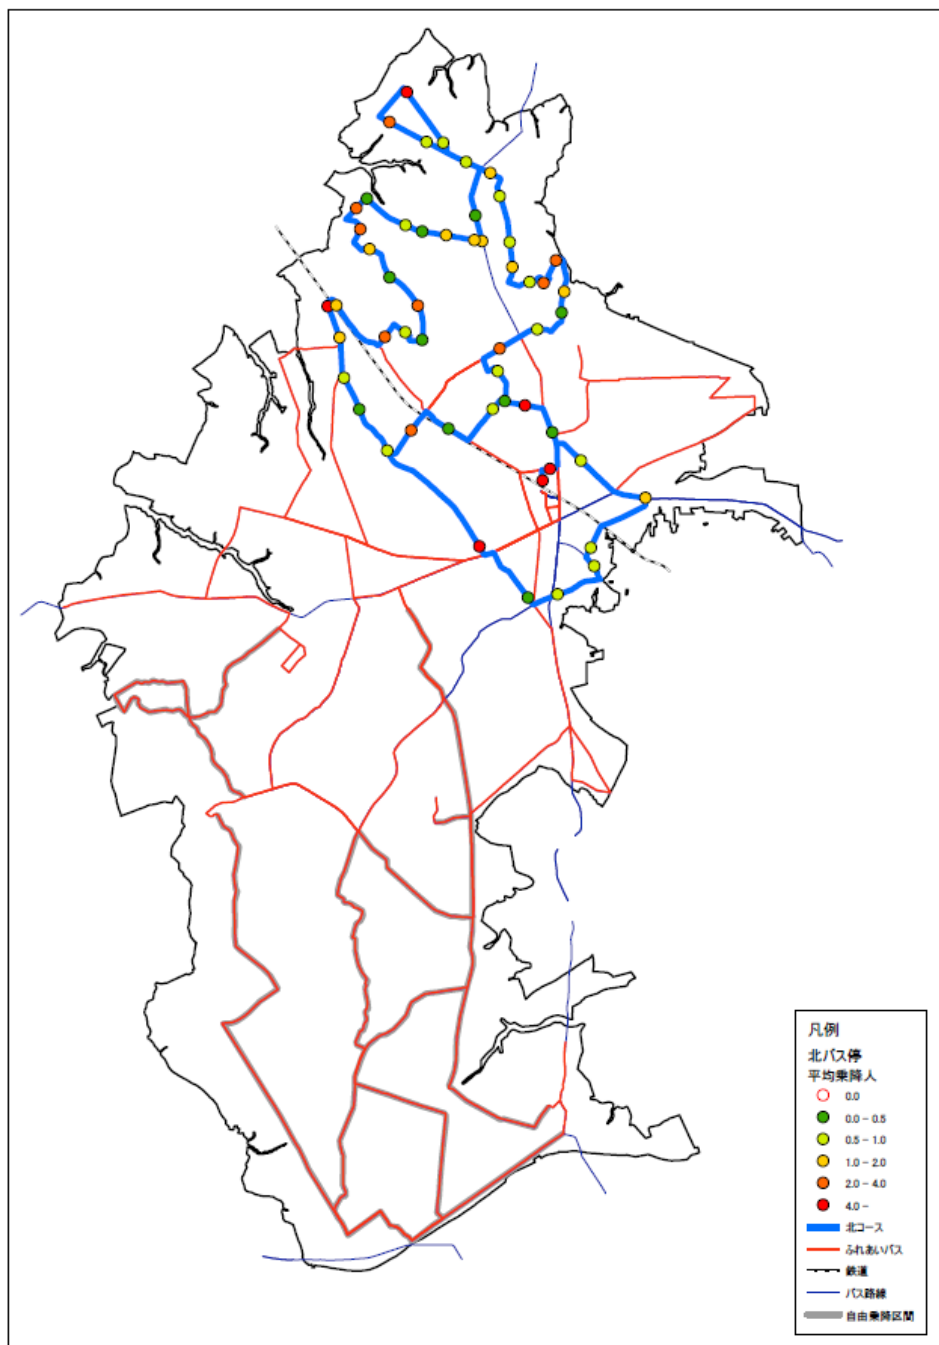 凡例
北バス停
平均乗降人
0.0
0.0 – 0.5
0.5 – 1.0
1.0 – 2.0
2.0 – 4.0
4.0 –
北コース
ふれあいバス
鉄道
バス路線
自由乗降区間